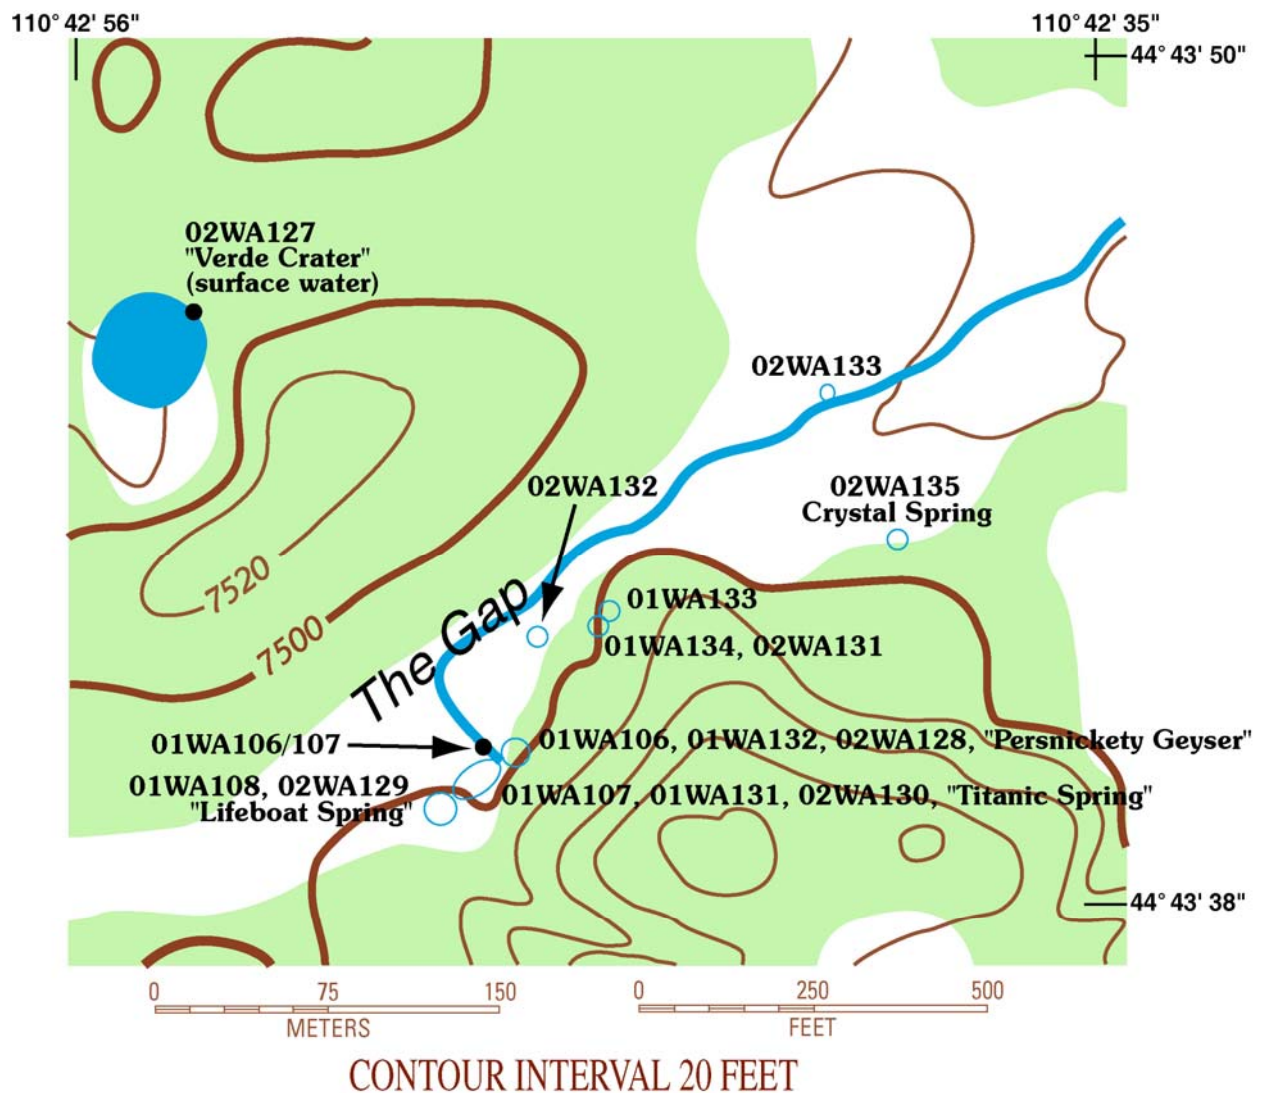 110° 42' 56"
110° 42' 35"
44° 43' 50"
02WA127
"Verde Crater"
(surface water)
02WA133
02WA132
02WA135
Crystal Spring
7520
01WA133
The Gap
7500
01WA134, 02WA131
01WA106/107
01WA106, 01WA132, 02WA128, "Persnickety Geyser"
01WA108, 02WA129
"Lifeboat Spring"
01WA107, 01WA131, 02WA130, "Titanic Spring"
44° 43' 38"
0 75 150
METERS
0 250 500
FEET
CONTOUR INTERVAL 20 FEET